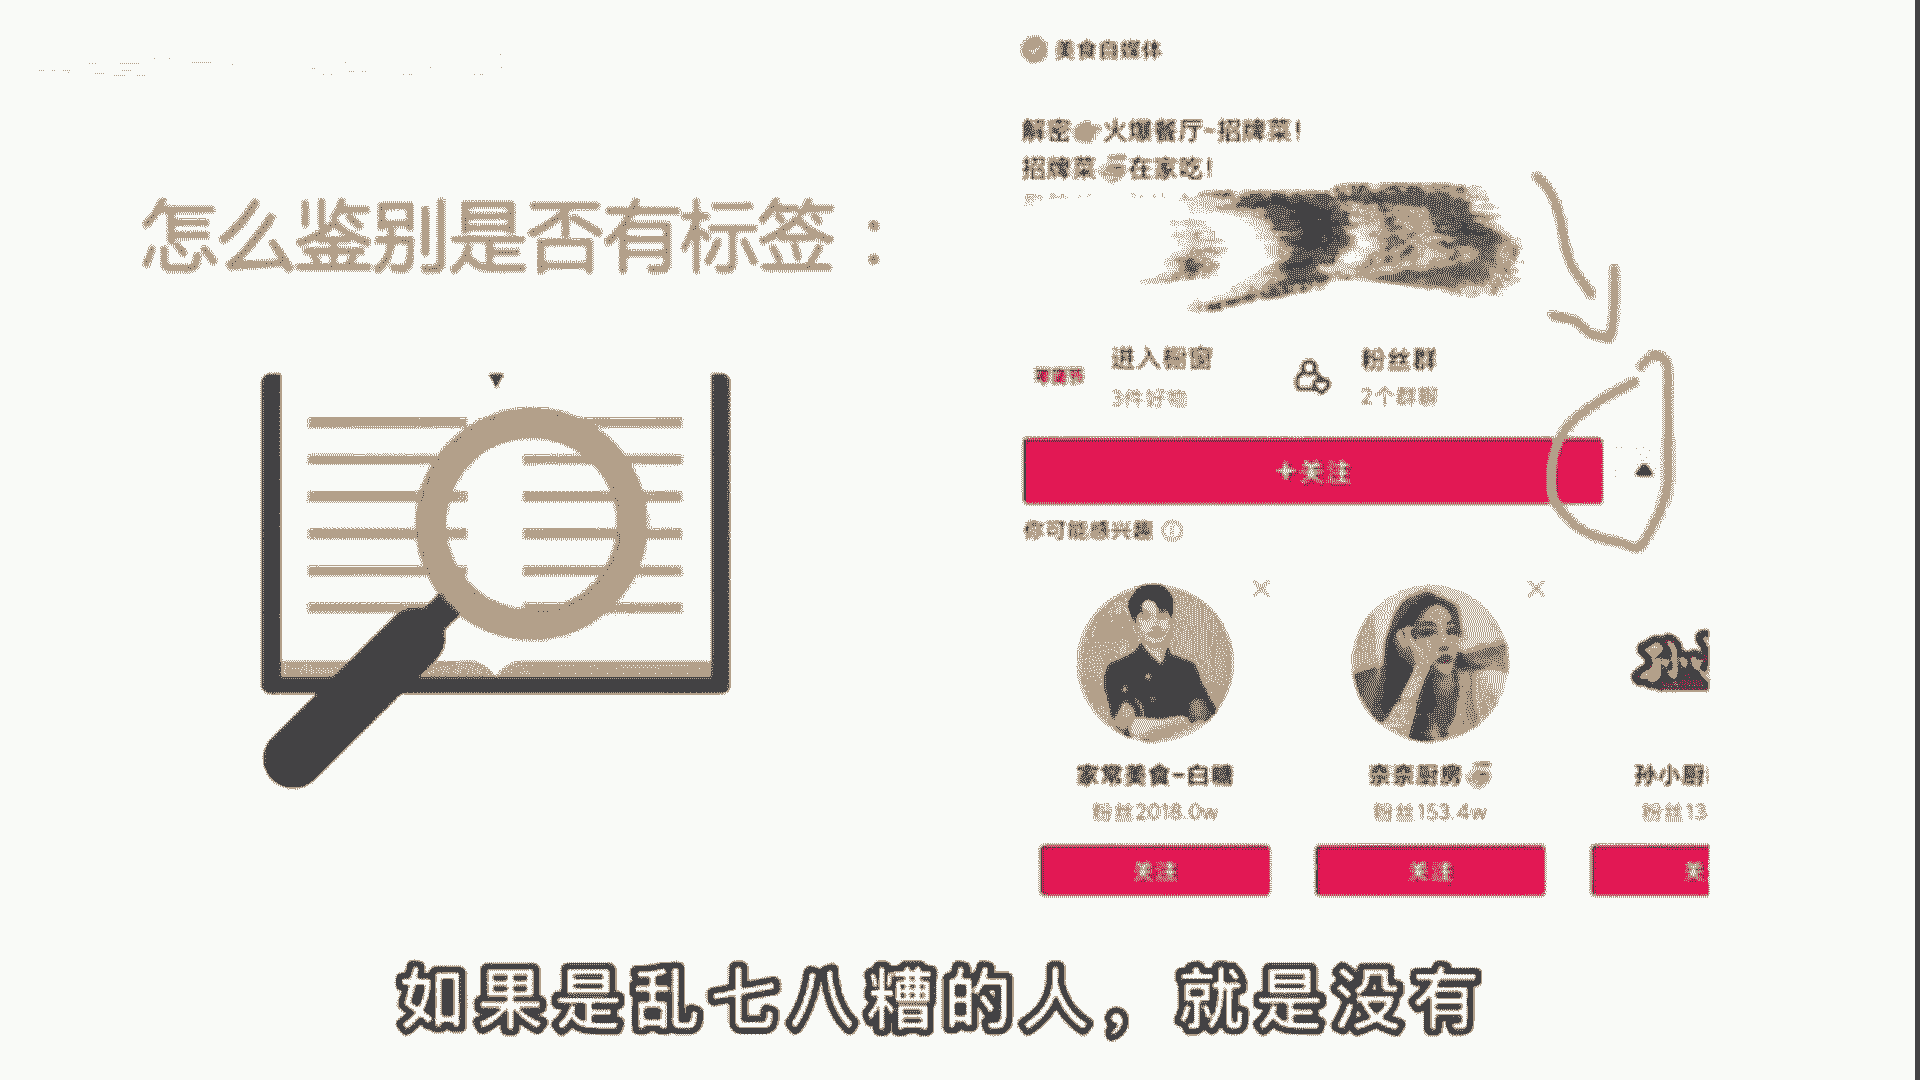 怎么鉴别是否有标签：
美食自媒体
解密👉火爆餐厅-招牌菜！
招牌菜在家吃！
进入橱窗
3件好物
粉丝群
2个群聊
+关注
你可能感兴趣
家常美食-白糖
粉丝2018.0w
关注
奈奈厨房
粉丝153.4w
关注
孙小厨
粉丝13
关
如果是乱七八糟的人，就是没有